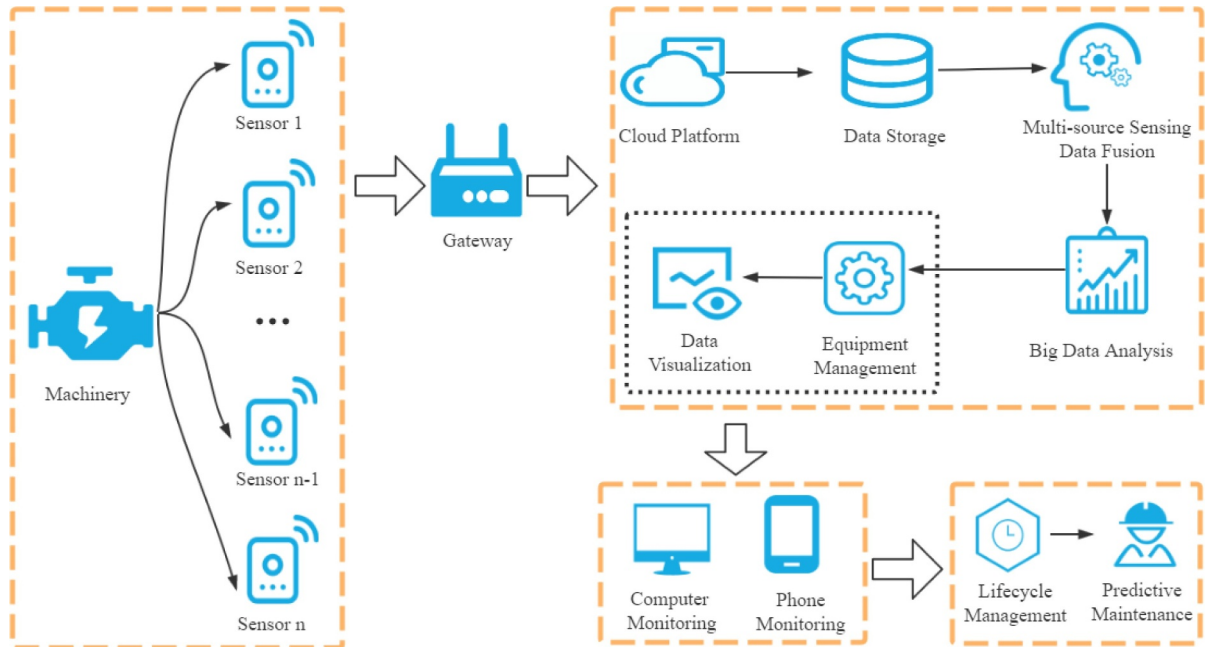 Sensor 1
Sensor 2
...
Sensor n-1
Sensor n
Machinery
Gateway
Cloud Platform
Data Storage
Multi-source Sensing
Data Fusion
Big Data Analysis
Equipment
Management
Data
Visualization
Computer
Monitoring
Phone
Monitoring
Lifecycle
Management
Predictive
Maintenance